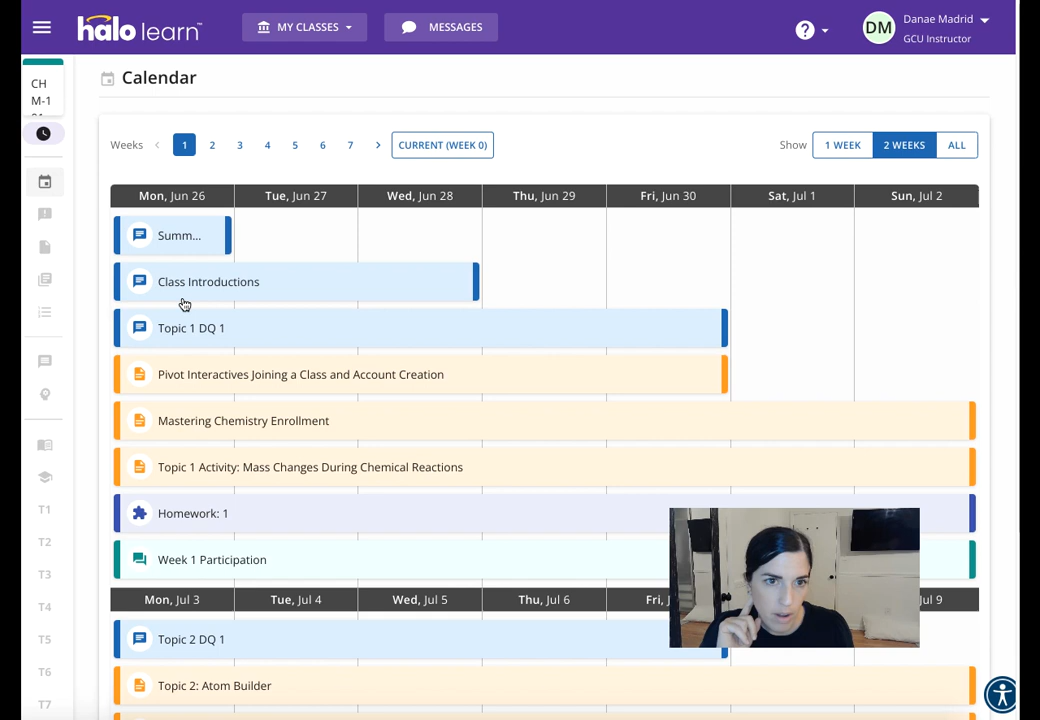 halo learn™
MY CLASSES
MESSAGES
?
DM
Danae Madrid
GCU Instructor
CH
M-1
Calendar
Weeks
1
2
3
4
5
6
7
CURRENT (WEEK 0)
Show
1 WEEK
2 WEEKS
ALL
Mon, Jun 26
Tue, Jun 27
Wed, Jun 28
Thu, Jun 29
Fri, Jun 30
Sat, Jul 1
Sun, Jul 2
Summ...
Class Introductions
Topic 1 DQ 1
Pivot Interactives Joining a Class and Account Creation
Mastering Chemistry Enrollment
Topic 1 Activity: Mass Changes During Chemical Reactions
Homework: 1
Week 1 Participation
Mon, Jul 3
Tue, Jul 4
Wed, Jul 5
Thu, Jul 6
Fri,
Jul 9
Topic 2 DQ 1
Topic 2: Atom Builder
T1
T2
T3
T4
T5
T6
T7